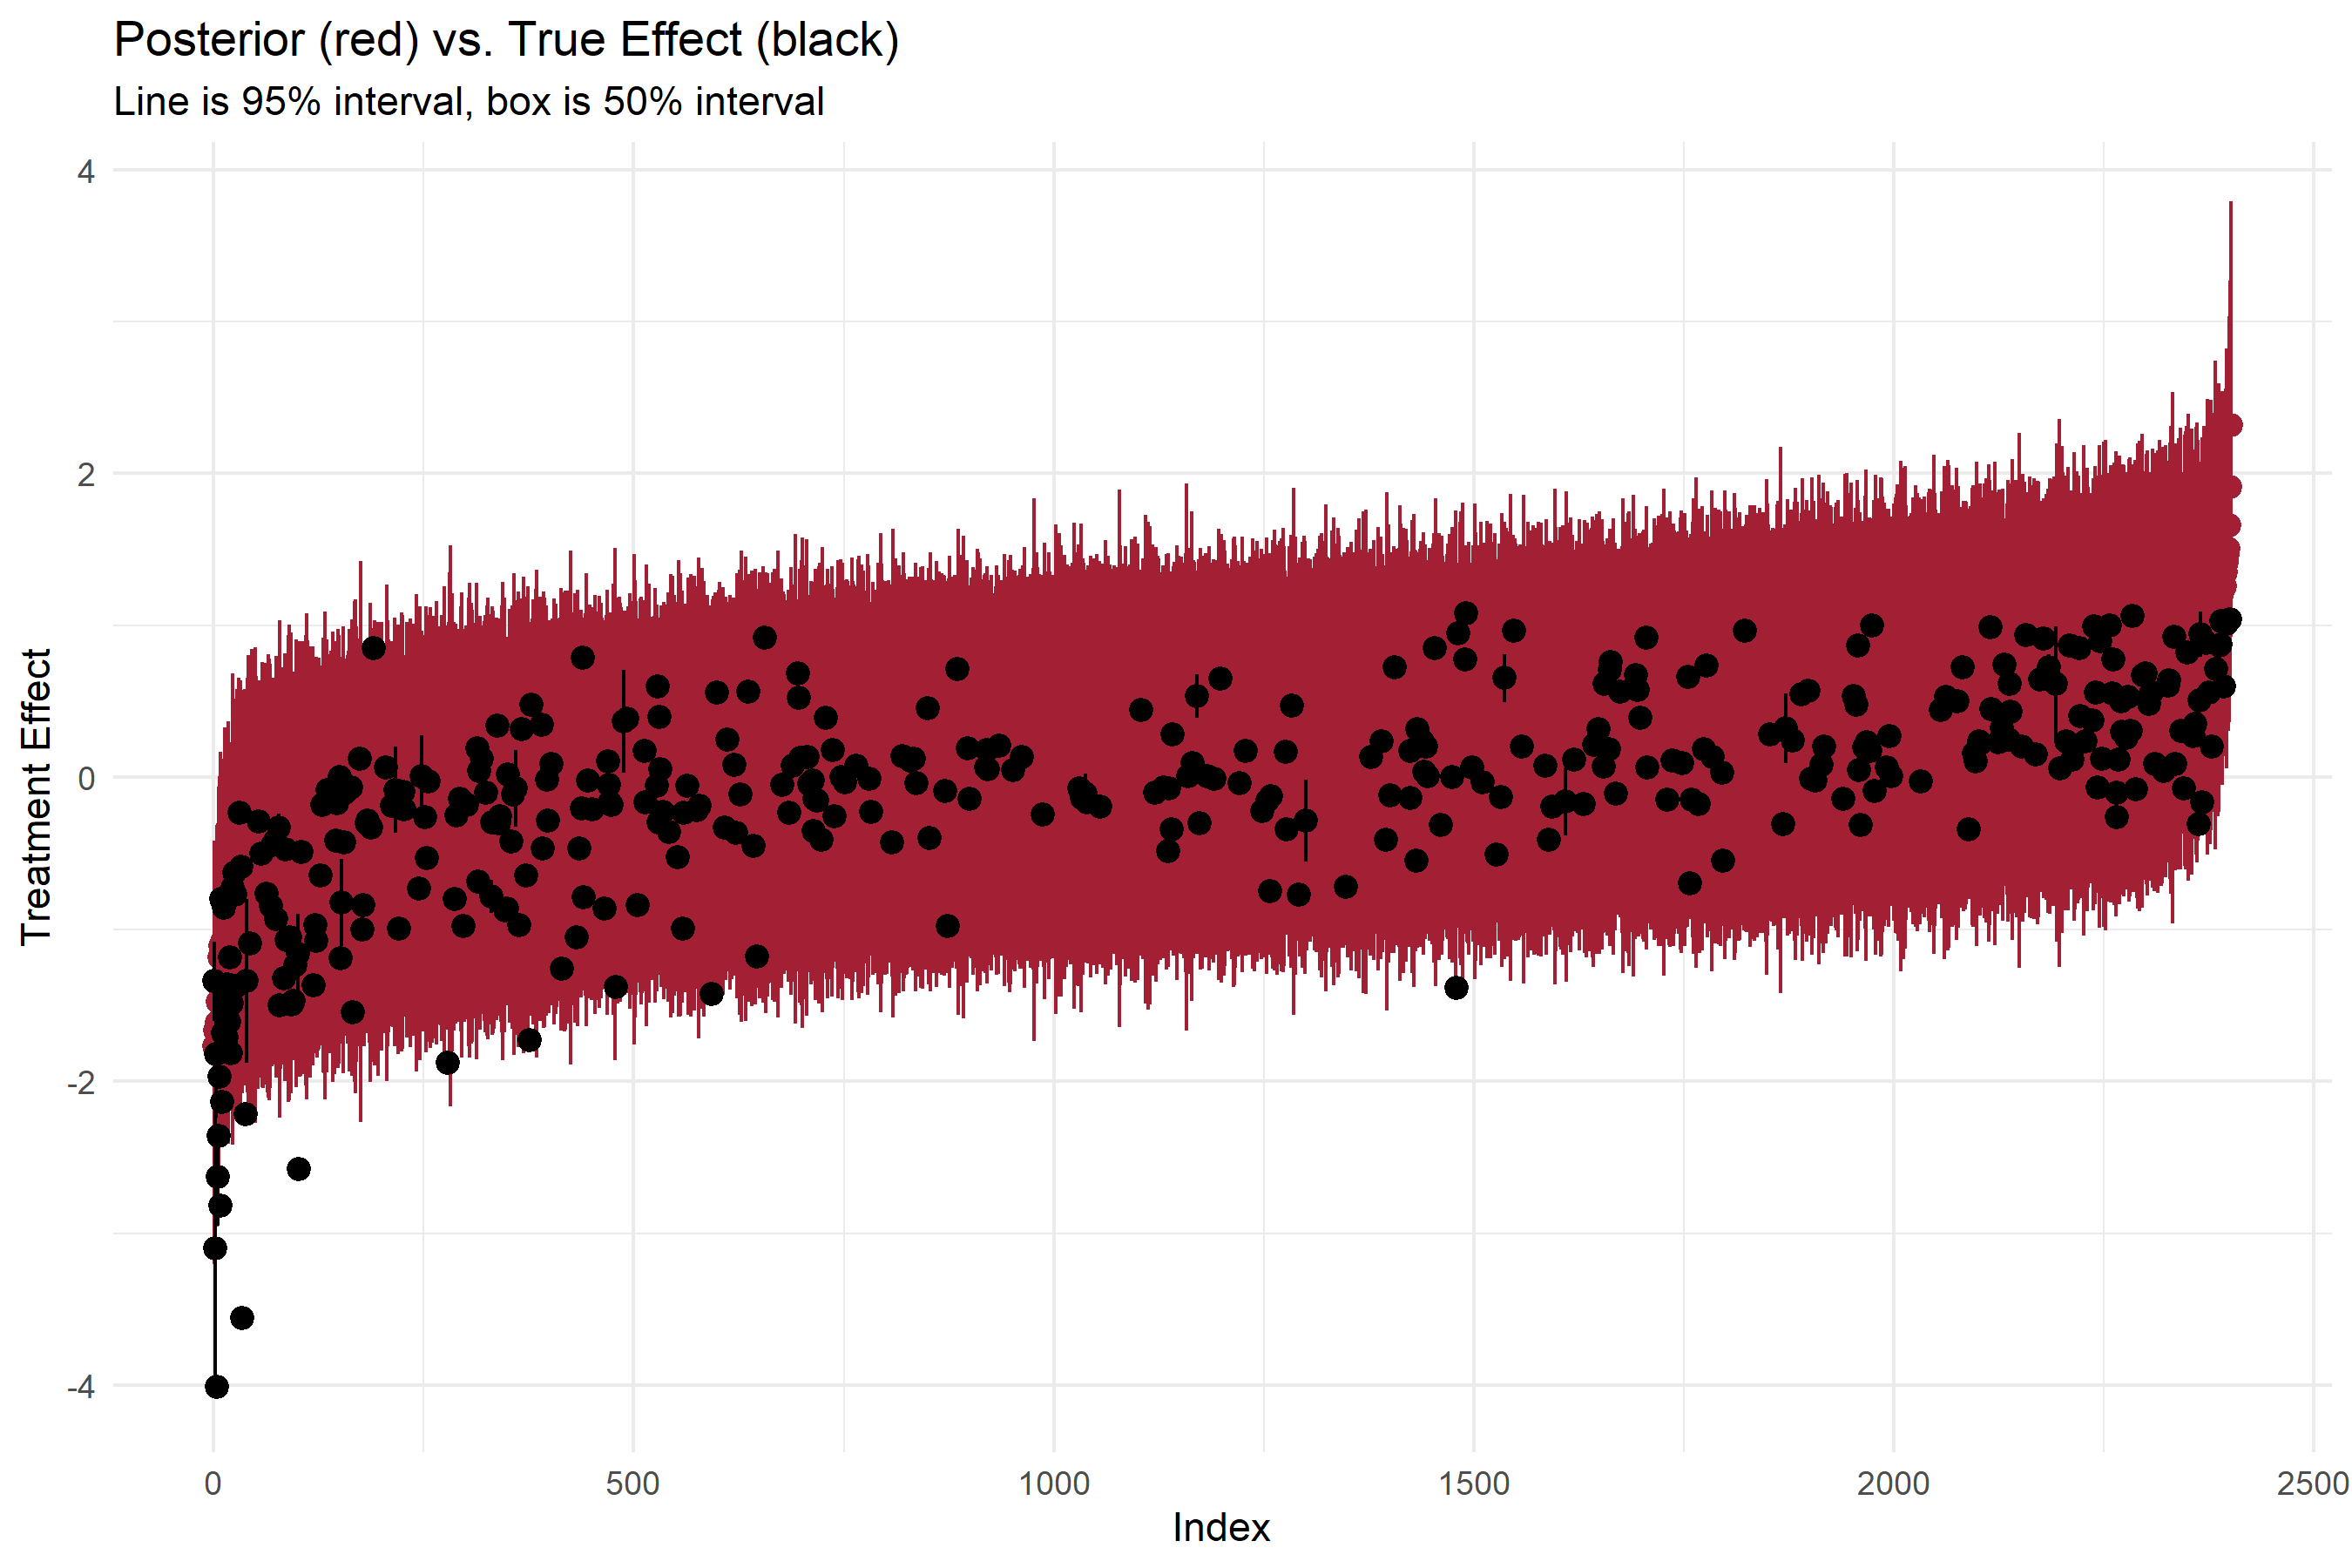 Posterior (red) vs. True Effect (black)
Line is 95% interval, box is 50% interval
4
2
0
-2
-4
Treatment Effect
0
500
1000
1500
2000
2500
Index